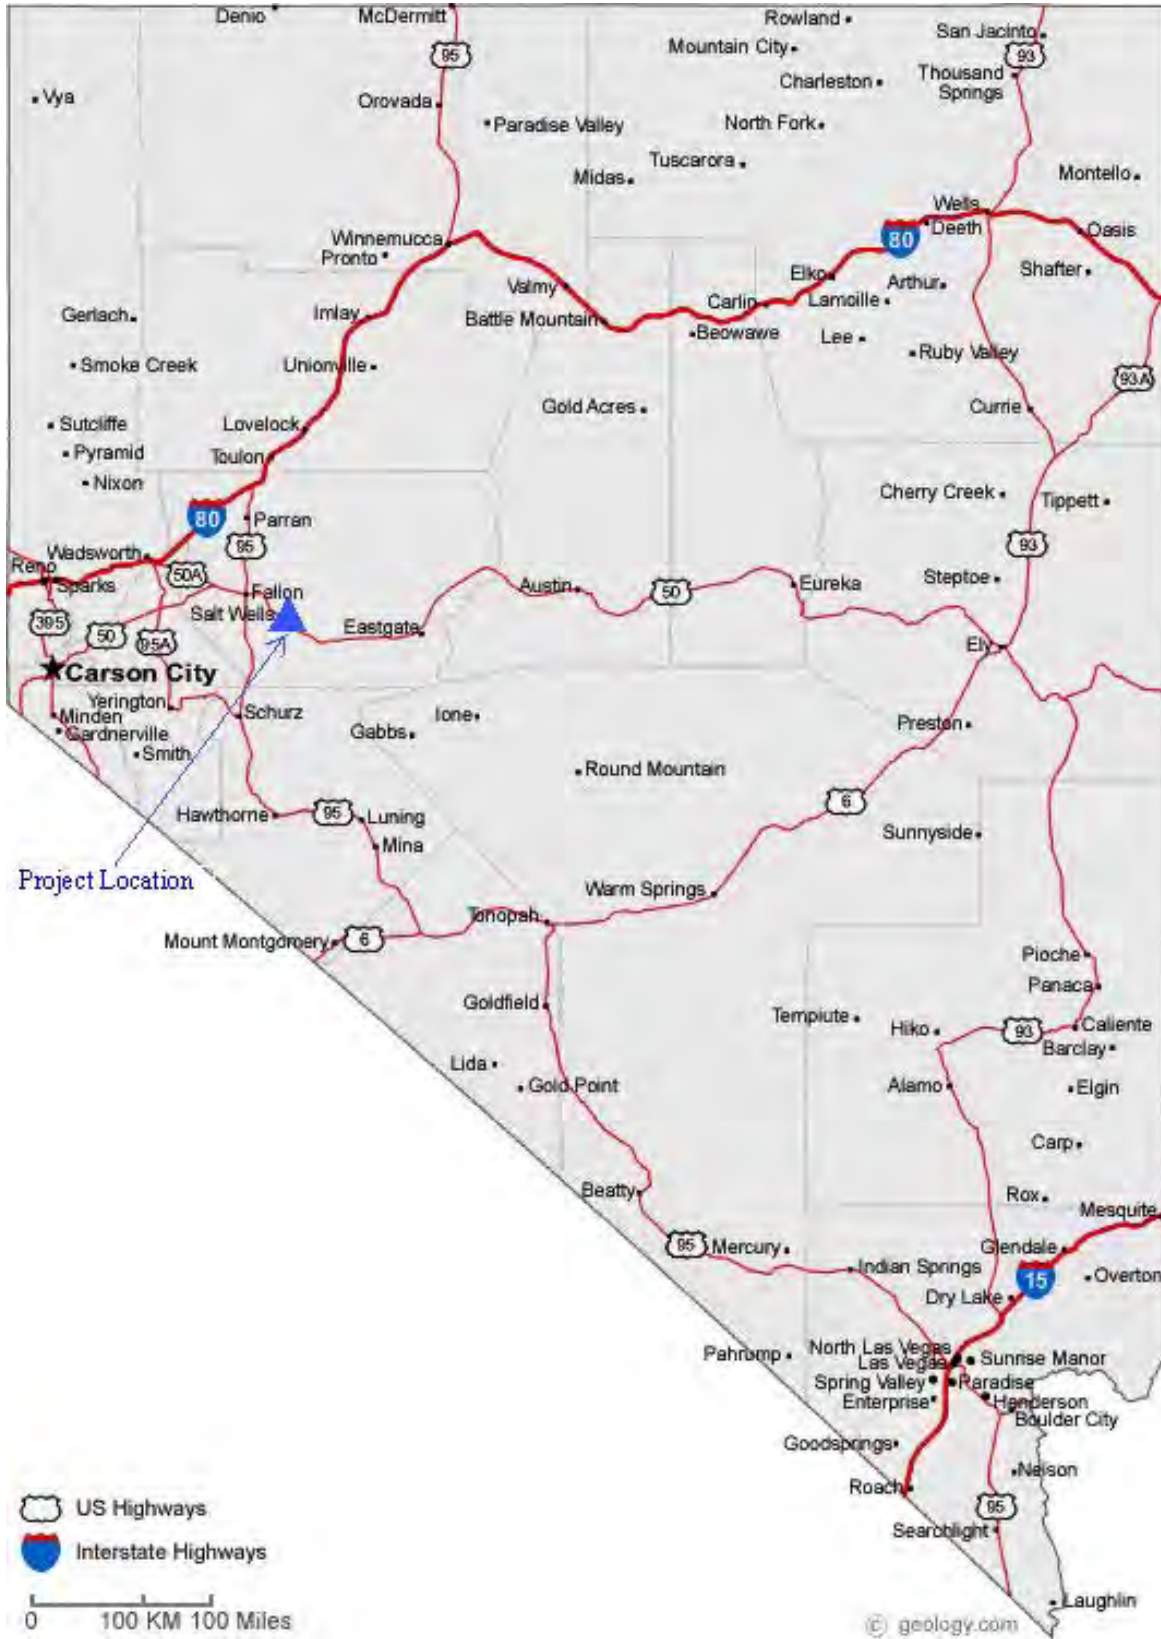 Denio
McDermitt
Rowland
San Jacinto
Mountain City
95
93
Charleston
Thousand
Springs
Vya
Orovada
Paradise Valley
North Fork
Tuscarora
Midas
Montello
Wells
Deeth
Oasis
80
Winnemucca
Pronto
Elko
Arthur
Shafter
Valmy
Carlin
Lamoille
Gerlach
Imlay
Battle Mountain
Beowawe
Lee
Ruby Valley
Smoke Creek
Unionville
93A
Gold Acres
Currie
Sutcliffe
Lovelock
Pyramid
Toulon
Nixon
Cherry Creek
Tippett
80
Parran
95
93
Wadsworth
Reno
Sparks
50A
Fallon
Austin
50
Eureka
Steptoe
Salt Wells
395
50
95A
Eastgate
Ely
Carson City
Yerington
Minden
Schurz
Ione
Gardnerville
Gabbs
Preston
Smith
Round Mountain
Hawthorne
95
Luning
6
Sunnyside
Mina
Project Location
Warm Springs
Tonopah
Mount Montgomery
6
Pioche
Panaca
Goldfield
Tempiute
Hiko
93
Caliente
Barclay
Lida
Gold Point
Alamo
Elgin
Carp
Beatty
Rox
Mesquite
95
Mercury
Glendale
Indian Springs
15
Overton
Dry Lake
Pahrump
North Las Vegas
Las Vegas
Sunrise Manor
Spring Valley
Paradise
Enterprise
Henderson
Boulder City
Goodsprings
Nelson
Roach
US Highways
95
Searchlight
Interstate Highways
Laughlin
0 100 KM 100 Miles
© geology.com